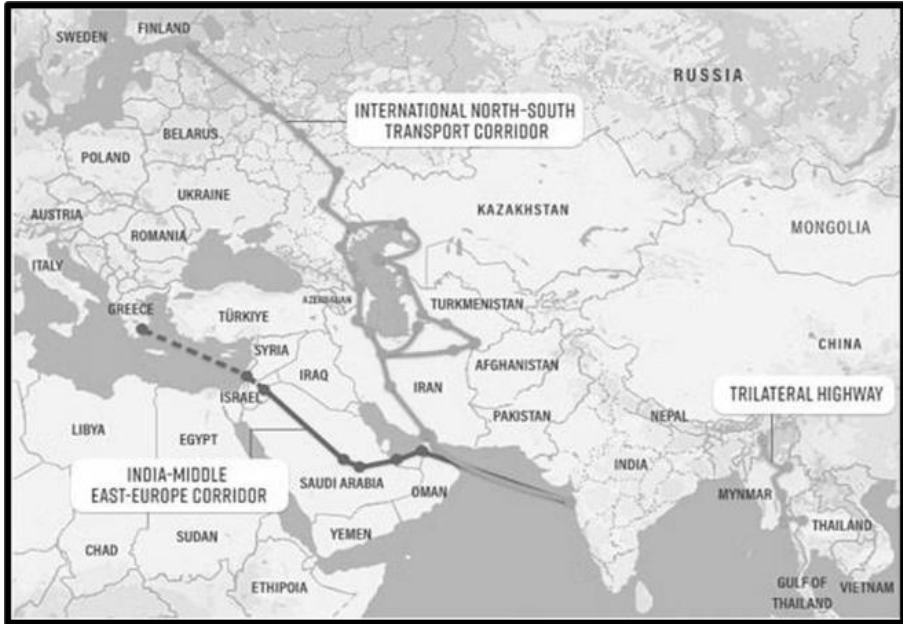 FINLAND
SWEDEN
RUSSIA
INTERNATIONAL NORTH-SOUTH
TRANSPORT CORRIDOR
BELARUS
POLAND
UKRAINE
KAZAKHSTAN
AUSTRIA
MONGOLIA
ROMANIA
ITALY
AZERBAIJAN
TURKMENISTAN
GREECE
TÜRKIYE
CHINA
SYRIA
AFGHANISTAN
IRAQ
IRAN
ISRAEL
TRILATERAL HIGHWAY
PAKISTAN
NEPAL
LIBYA
EGYPT
INDIA
INDIA-MIDDLE
EAST-EUROPE CORRIDOR
SAUDI ARABIA
OMAN
MYNMAR
YEMEN
THAILAND
SUDAN
CHAD
ETHIPOIA
GULF OF
THAILAND
VIETNAM